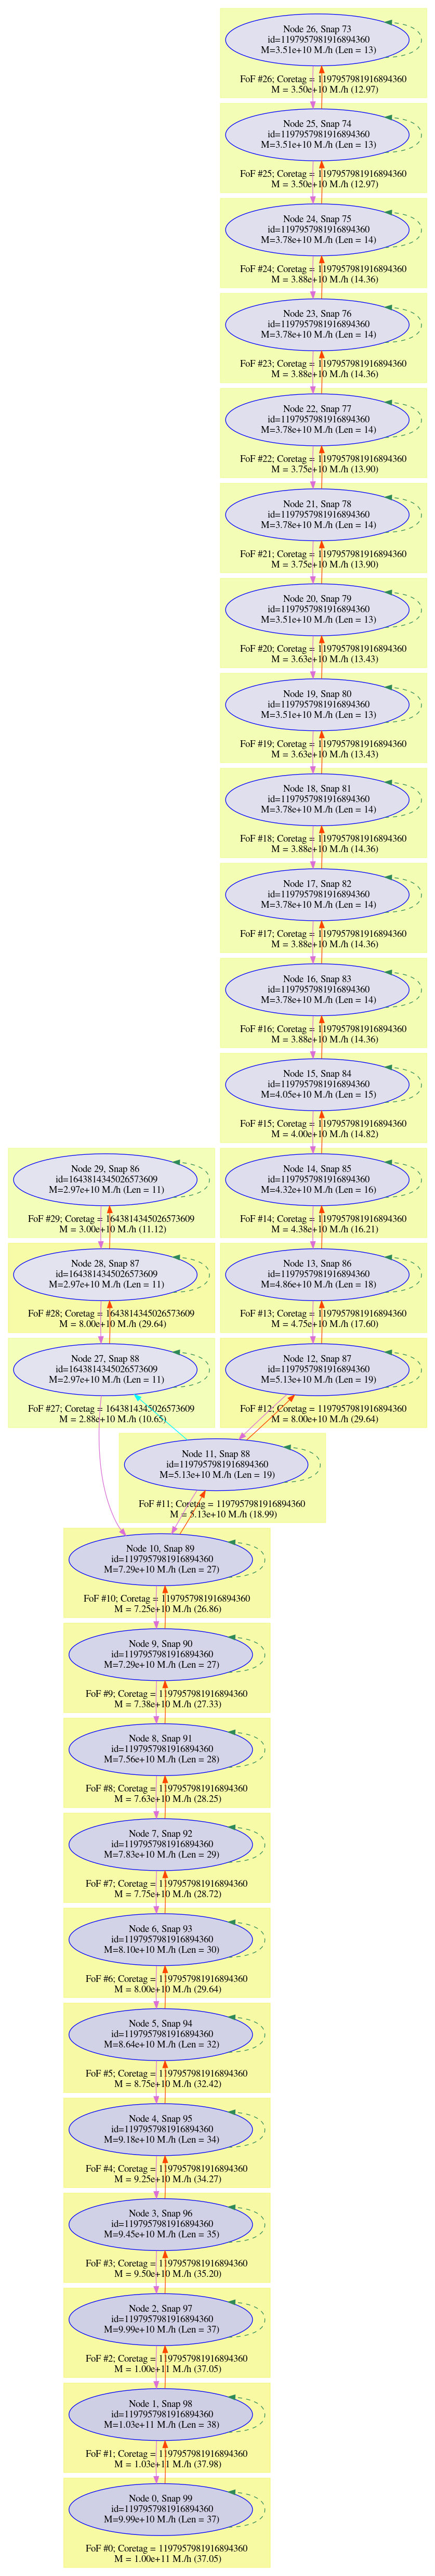 Node 26, Snap 73
id=1197957981916894360
M=3.51e+10 M./h (Len = 13)
FoF #26; Coretag = 1197957981916894360
M = 3.50e+10 M./h (12.97)
Node 25, Snap 74
id=1197957981916894360
M=3.51e+10 M./h (Len = 13)
FoF #25; Coretag = 1197957981916894360
M = 3.50e+10 M./h (12.97)
Node 24, Snap 75
id=1197957981916894360
M=3.78e+10 M./h (Len = 14)
FoF #24; Coretag = 1197957981916894360
M = 3.88e+10 M./h (14.36)
Node 23, Snap 76
id=1197957981916894360
M=3.78e+10 M./h (Len = 14)
FoF #23; Coretag = 1197957981916894360
M = 3.88e+10 M./h (14.36)
Node 22, Snap 77
id=1197957981916894360
M=3.78e+10 M./h (Len = 14)
FoF #22; Coretag = 1197957981916894360
M = 3.75e+10 M./h (13.90)
Node 21, Snap 78
id=1197957981916894360
M=3.78e+10 M./h (Len = 14)
FoF #21; Coretag = 1197957981916894360
M = 3.75e+10 M./h (13.90)
Node 20, Snap 79
id=1197957981916894360
M=3.51e+10 M./h (Len = 13)
FoF #20; Coretag = 1197957981916894360
M = 3.63e+10 M./h (13.43)
Node 19, Snap 80
id=1197957981916894360
M=3.51e+10 M./h (Len = 13)
FoF #19; Coretag = 1197957981916894360
M = 3.63e+10 M./h (13.43)
Node 18, Snap 81
id=1197957981916894360
M=3.78e+10 M./h (Len = 14)
FoF #18; Coretag = 1197957981916894360
M = 3.88e+10 M./h (14.36)
Node 17, Snap 82
id=1197957981916894360
M=3.78e+10 M./h (Len = 14)
FoF #17; Coretag = 1197957981916894360
M = 3.88e+10 M./h (14.36)
Node 16, Snap 83
id=1197957981916894360
M=3.78e+10 M./h (Len = 14)
FoF #16; Coretag = 1197957981916894360
M = 3.88e+10 M./h (14.36)
Node 15, Snap 84
id=1197957981916894360
M=4.05e+10 M./h (Len = 15)
FoF #15; Coretag = 1197957981916894360
M = 4.00e+10 M./h (14.82)
Node 29, Snap 86
id=1643814345026573609
M=2.97e+10 M./h (Len = 11)
FoF #29; Coretag = 1643814345026573609
M = 3.00e+10 M./h (11.12)
Node 14, Snap 85
id=1197957981916894360
M=4.32e+10 M./h (Len = 16)
FoF #14; Coretag = 1197957981916894360
M = 4.38e+10 M./h (16.21)
Node 28, Snap 87
id=1643814345026573609
M=2.97e+10 M./h (Len = 11)
FoF #28; Coretag = 1643814345026573609
M = 8.00e+10 M./h (29.64)
Node 13, Snap 86
id=1197957981916894360
M=4.86e+10 M./h (Len = 18)
FoF #13; Coretag = 1197957981916894360
M = 4.75e+10 M./h (17.60)
Node 27, Snap 88
id=1643814345026573609
M=2.97e+10 M./h (Len = 11)
FoF #27; Coretag = 1643814345026573609
M = 2.88e+10 M./h (10.65)
Node 12, Snap 87
id=1197957981916894360
M=5.13e+10 M./h (Len = 19)
FoF #12; Coretag = 1197957981916894360
M = 8.00e+10 M./h (29.64)
Node 11, Snap 88
id=1197957981916894360
M=5.13e+10 M./h (Len = 19)
FoF #11; Coretag = 1197957981916894360
M = 5.13e+10 M./h (18.99)
Node 10, Snap 89
id=1197957981916894360
M=7.29e+10 M./h (Len = 27)
FoF #10; Coretag = 1197957981916894360
M = 7.25e+10 M./h (26.86)
Node 9, Snap 90
id=1197957981916894360
M=7.29e+10 M./h (Len = 27)
FoF #9; Coretag = 1197957981916894360
M = 7.38e+10 M./h (27.33)
Node 8, Snap 91
id=1197957981916894360
M=7.56e+10 M./h (Len = 28)
FoF #8; Coretag = 1197957981916894360
M = 7.63e+10 M./h (28.25)
Node 7, Snap 92
id=1197957981916894360
M=7.83e+10 M./h (Len = 29)
FoF #7; Coretag = 1197957981916894360
M = 7.75e+10 M./h (28.72)
Node 6, Snap 93
id=1197957981916894360
M=8.10e+10 M./h (Len = 30)
FoF #6; Coretag = 1197957981916894360
M = 8.00e+10 M./h (29.64)
Node 5, Snap 94
id=1197957981916894360
M=8.64e+10 M./h (Len = 32)
FoF #5; Coretag = 1197957981916894360
M = 8.75e+10 M./h (32.42)
Node 4, Snap 95
id=1197957981916894360
M=9.18e+10 M./h (Len = 34)
FoF #4; Coretag = 1197957981916894360
M = 9.25e+10 M./h (34.27)
Node 3, Snap 96
id=1197957981916894360
M=9.45e+10 M./h (Len = 35)
FoF #3; Coretag = 1197957981916894360
M = 9.50e+10 M./h (35.20)
Node 2, Snap 97
id=1197957981916894360
M=9.99e+10 M./h (Len = 37)
FoF #2; Coretag = 1197957981916894360
M = 1.00e+11 M./h (37.05)
Node 1, Snap 98
id=1197957981916894360
M=1.03e+11 M./h (Len = 38)
FoF #1; Coretag = 1197957981916894360
M = 1.03e+11 M./h (37.98)
Node 0, Snap 99
id=1197957981916894360
M=9.99e+10 M./h (Len = 37)
FoF #0; Coretag = 1197957981916894360
M = 1.00e+11 M./h (37.05)